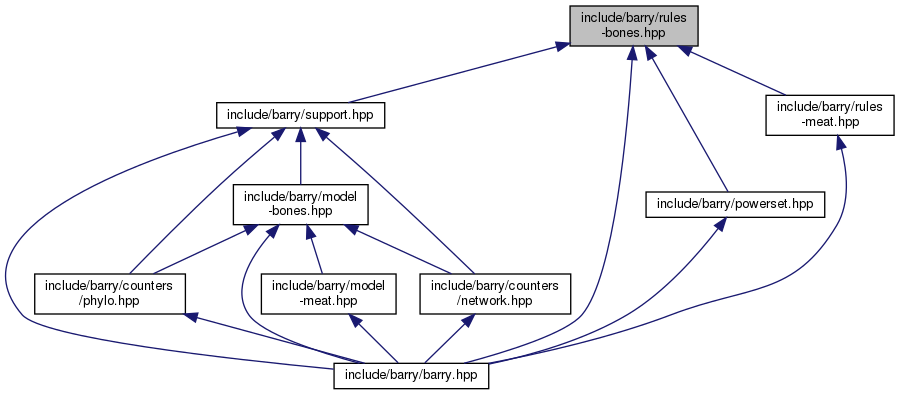 include/barry/rules
-bones.hpp
include/barry/support.hpp
include/barry/rules
-meat.hpp
include/barry/model
-bones.hpp
include/barry/powerset.hpp
include/barry/counters
/phylo.hpp
include/barry/model
-meat.hpp
include/barry/counters
/network.hpp
include/barry/barry.hpp